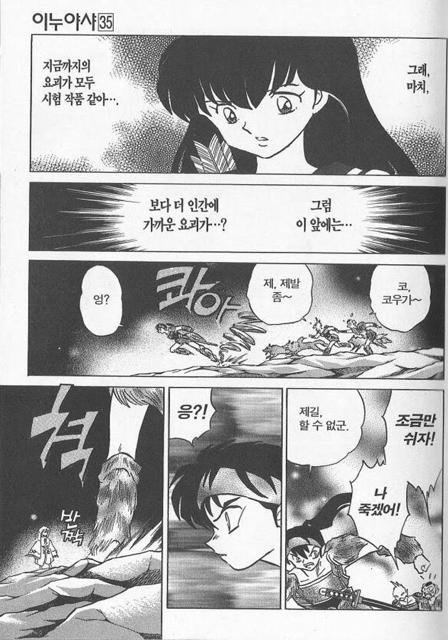 이누야샤 35
그래,
마치,
지금까지의
요괴가 모두
시험 작품 같아….
그럼
이 앞에는…
보다 더 인간에
가까운 요괴가…?
코,
코우가~
제, 제발
좀~
콰아
엉?
조금만
쉬자!
나
죽겠어!
제길,
할 수 없군.
응?!
척
반짝